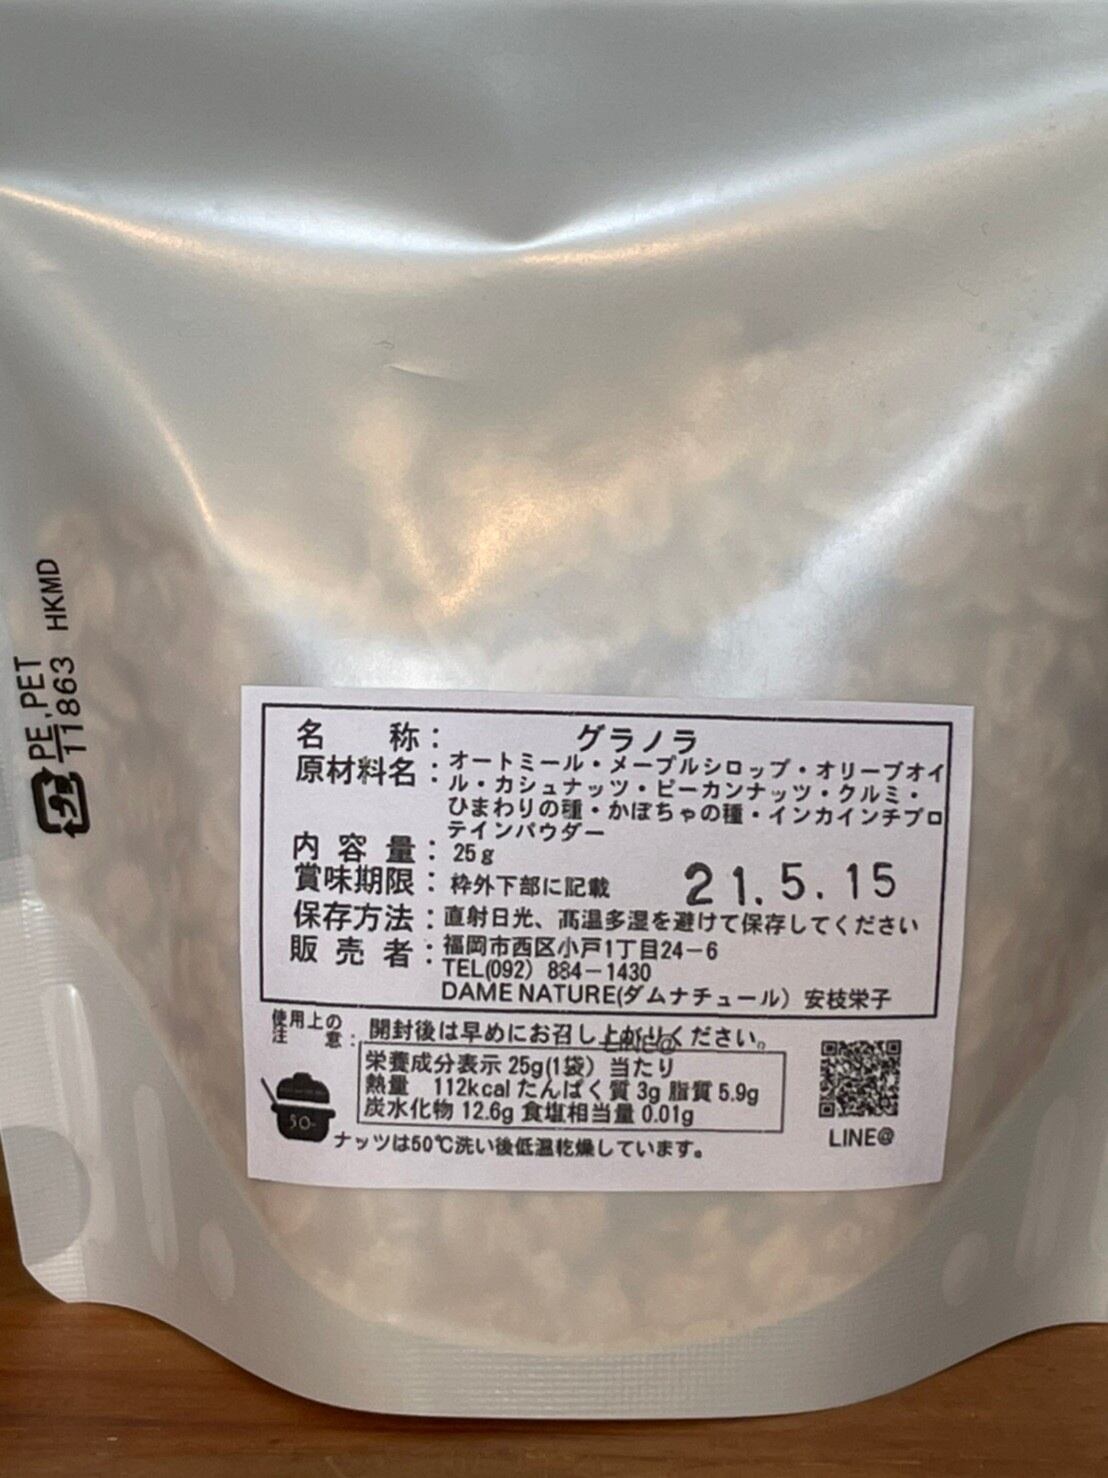 PE,PET
11863 HKMD
名 称: グラノラ
原材料名:オートミール・メープルシロップ・オリーブオイ
ル・カシュナッツ・ピーカンナッツ・クルミ・
ひまわりの種・かぼちゃの種・インカインチプロ
テインパウダー
内容量:25g
賞味期限:枠外下部に記載 21.5.15
保存方法:直射日光、高温多湿を避けて保存してください
販売者:福岡市西区小戸1丁目24-6
TEL(092) 884-1430
DAME NATURE(ダムナチュール) 安枝栄子
使用上の注意:開封後は早めにお召し上がりください。
栄養成分表示 25g(1袋) 当たり
熱量 112kcal たんぱく質 3g 脂質 5.9g
炭水化物 12.6g 食塩相当量 0.01g
50
ナッツは50℃洗い後低温乾燥しています。
LINE@